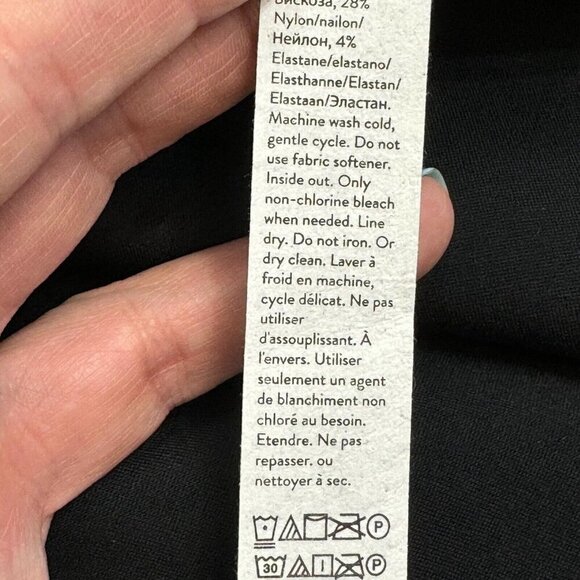 Вискоза, 28%
Nylon/nailon/
Нейлон, 4%
Elastane/elastano/
Elasthanne/Elastan/
Elastaan/Эластан.
Machine wash cold,
gentle cycle. Do not
use fabric softener.
Inside out. Only
non-chlorine bleach
when needed. Line
dry. Do not iron. Or
dry clean. Laver à
froid en machine,
cycle délicat. Ne pas
utiliser
d'assouplissant. À
l'envers. Utiliser
seulement un agent
de blanchiment non
chloré au besoin.
Etendre. Ne pas
repasser. ou
nettoyer à sec.
P
30 P